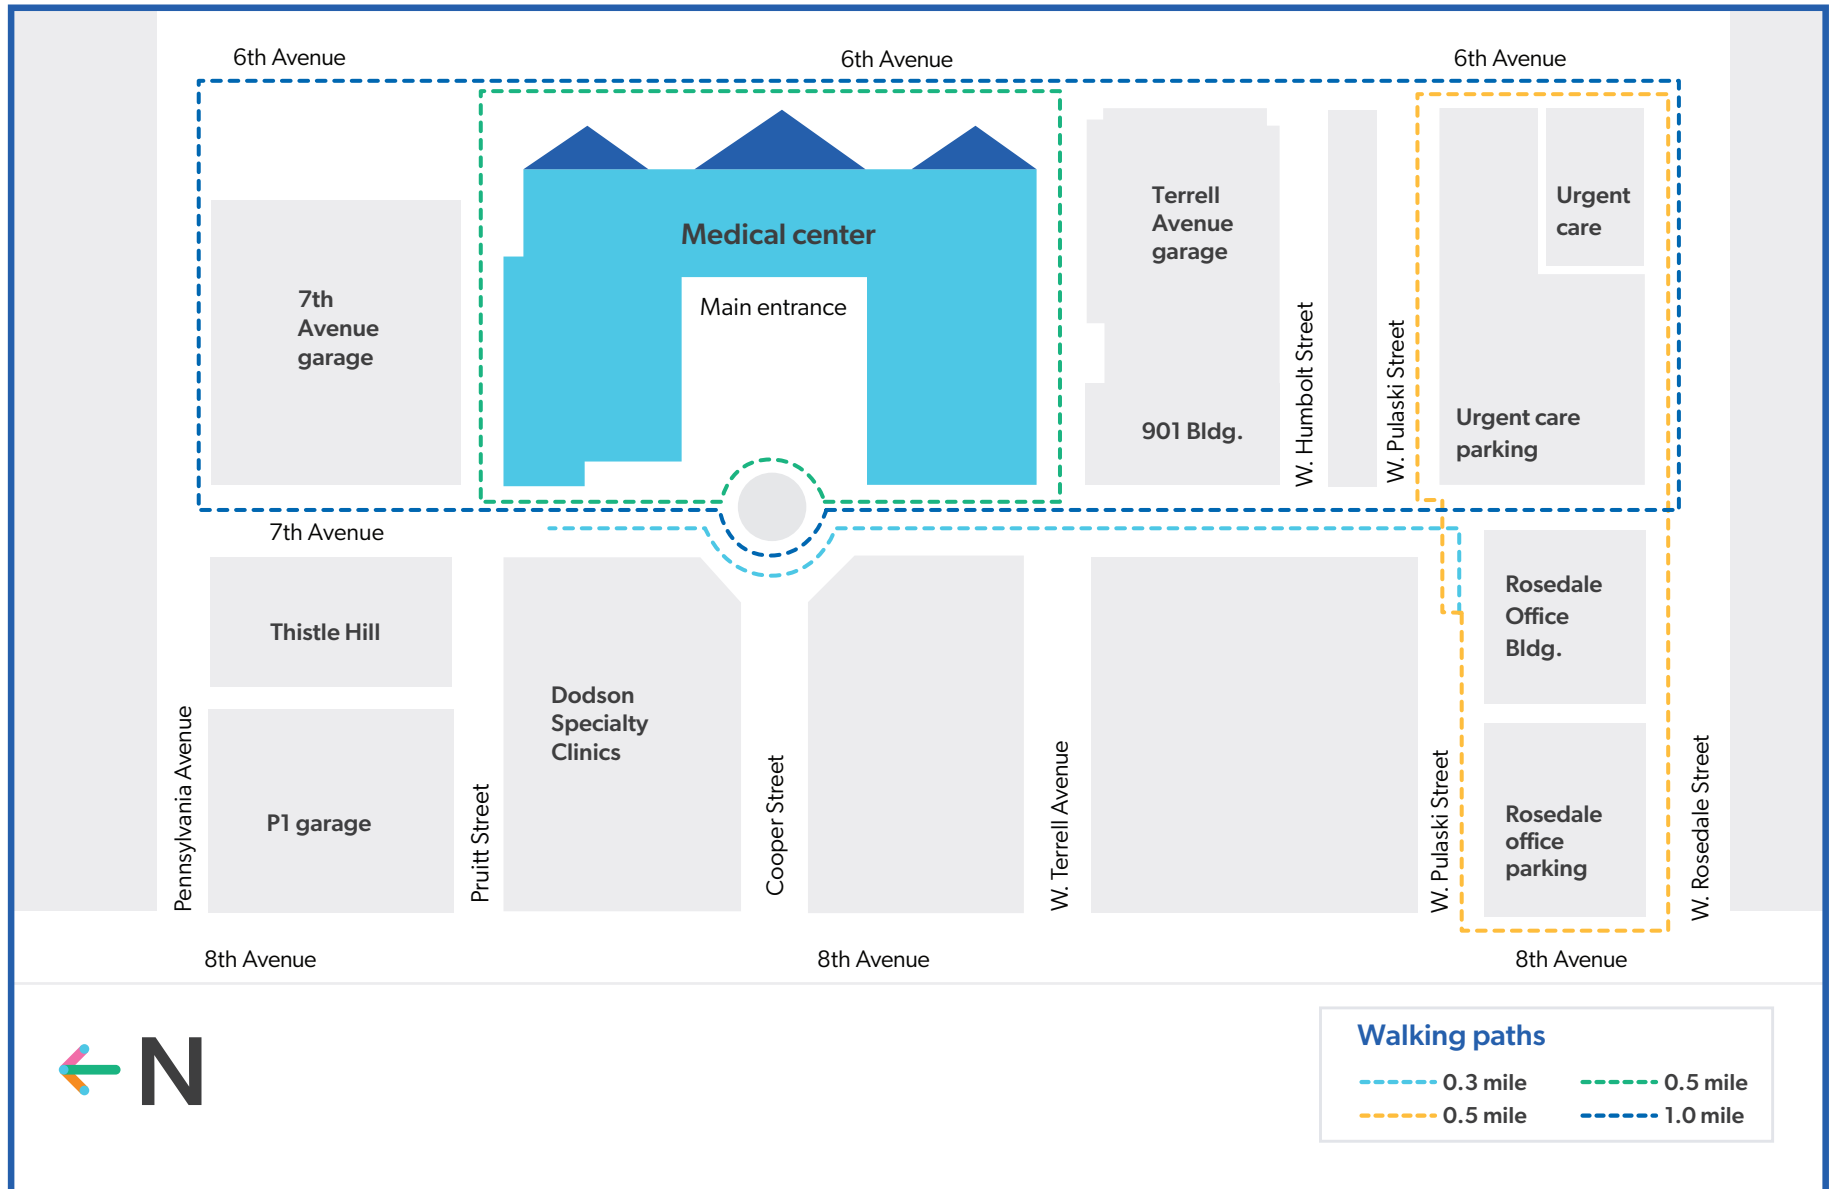 6th Avenue
6th Avenue
6th Avenue
Medical center
Main entrance
7th
Avenue
garage
Terrell
Avenue
garage
901 Bldg.
W. Humbolt Street
W. Pulaski Street
Urgent
care
Urgent care
parking
7th Avenue
Thistle Hill
P1 garage
Pennsylvania Avenue
Pruitt Street
Dodson
Specialty
Clinics
Cooper Street
W. Terrell Avenue
W. Pulaski Street
Rosedale
Office
Bldg.
Rosedale
office
parking
W. Rosedale Street
8th Avenue
8th Avenue
8th Avenue
N
Walking paths
0.3 mile
0.5 mile
0.5 mile
1.0 mile